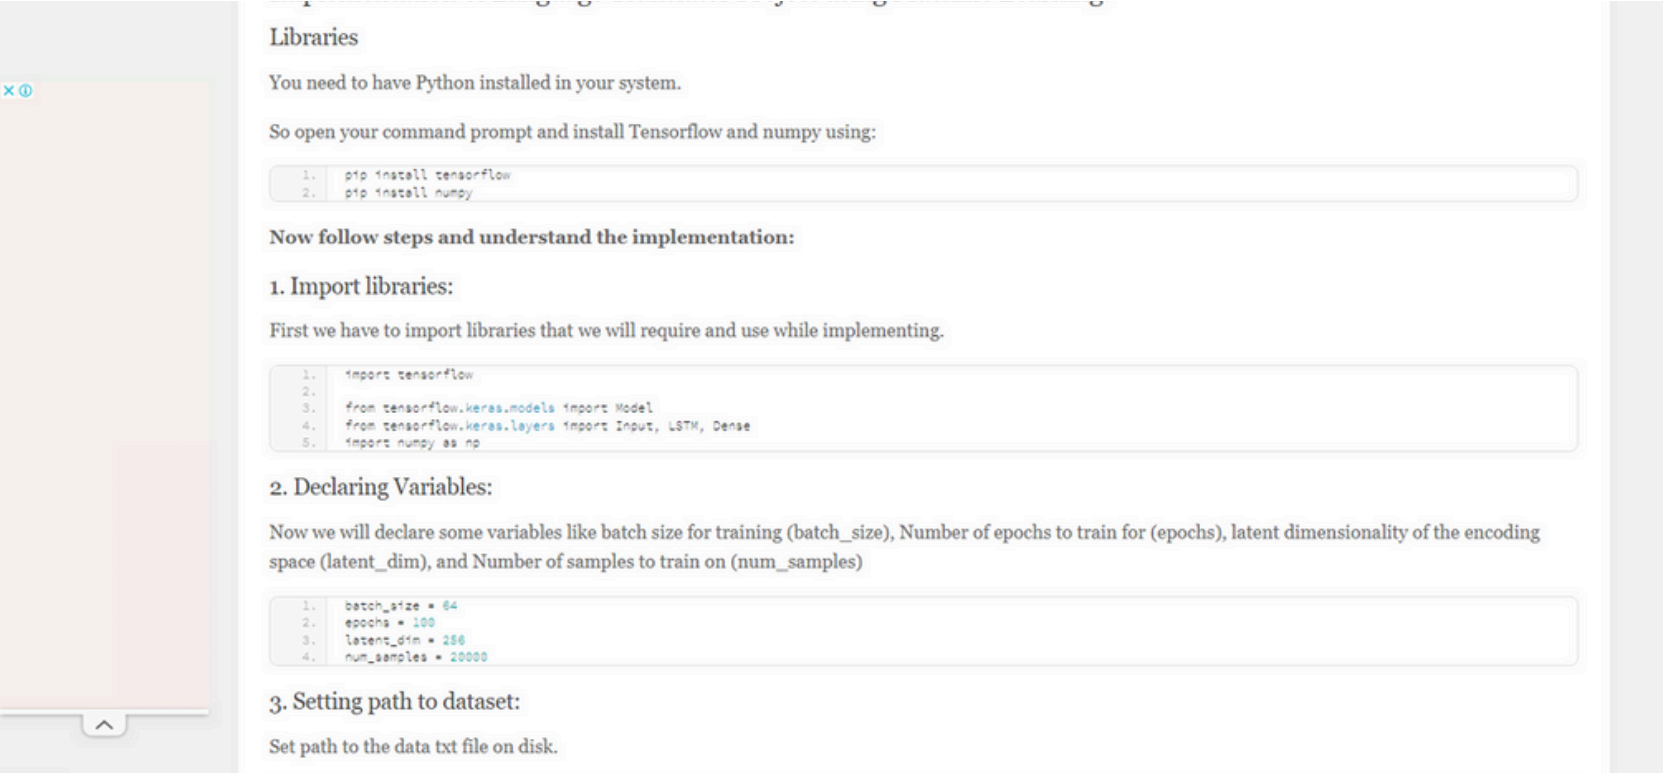 Libraries
You need to have Python installed in your system.
So open your command prompt and install Tensorflow and numpy using:
1. pip install tensorflow
2. pip install numpy
Now follow steps and understand the implementation:
1. Import libraries:
First we have to import libraries that we will require and use while implementing.
1. import tensorflow
2.
3. from tensorflow.keras.models import Model
4. from tensorflow.keras.layers import Input, LSTM, Dense
5. import numpy as np
2. Declaring Variables:
Now we will declare some variables like batch size for training (batch_size), Number of epochs to train for (epochs), latent dimensionality of the encoding
space (latent_dim), and Number of samples to train on (num_samples)
1. batch_size = 64
2. epochs = 100
3. latent_dim = 256
4. num_samples = 20000
3. Setting path to dataset:
Set path to the data txt file on disk.